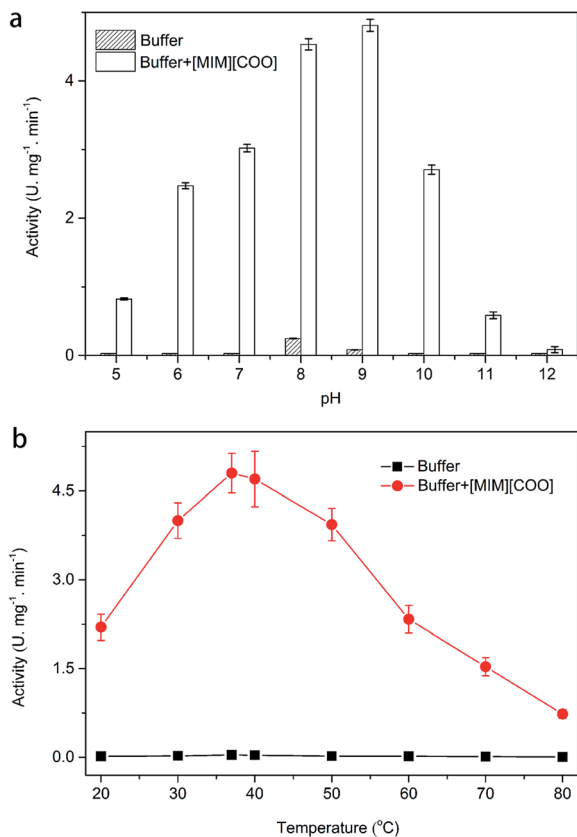 a
Buffer
Buffer+[MIM][COO]
Activity (U. mg⁻¹. min⁻¹)
4
2
0
5 6 7 8 9 10 11 12
pH
b
Buffer
Buffer+[MIM][COO]
Activity (U. mg⁻¹. min⁻¹)
4.5
3.0
1.5
0.0
20 30 40 50 60 70 80
Temperature (°C)